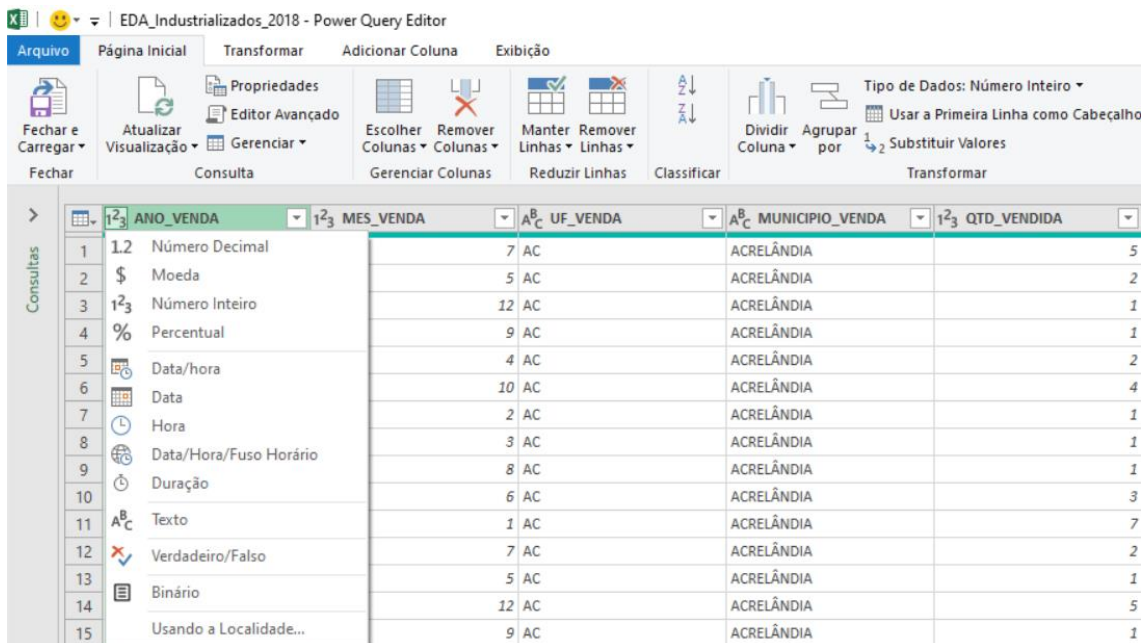 EDA_Industrializados_2018 - Power Query Editor
Arquivo Página Inicial Transformar Adicionar Coluna Exibição
Fechar e
Carregar
Fechar
Atualizar
Visualização
Propriedades
Editor Avançado
Gerenciar
Consulta
Escolher
Colunas
Remover
Colunas
Gerenciar Colunas
Manter
Linhas
Remover
Linhas
Reduzir Linhas
Classificar
Dividir
Coluna
Agrupar
por
Tipo de Dados: Número Inteiro
Usar a Primeira Linha como Cabeçalho
Substituir Valores
Transformar
Consultas
1²3 ANO_VENDA 1²3 MES_VENDA ABC UF_VENDA ABC MUNICIPIO_VENDA 1²3 QTD_VENDIDA
1 7 AC ACRELÂNDIA 5
2 5 AC ACRELÂNDIA 2
3 12 AC ACRELÂNDIA 1
4 9 AC ACRELÂNDIA 1
5 4 AC ACRELÂNDIA 2
6 10 AC ACRELÂNDIA 4
7 2 AC ACRELÂNDIA 1
8 3 AC ACRELÂNDIA 1
9 8 AC ACRELÂNDIA 1
10 6 AC ACRELÂNDIA 3
11 1 AC ACRELÂNDIA 7
12 7 AC ACRELÂNDIA 2
13 5 AC ACRELÂNDIA 1
14 12 AC ACRELÂNDIA 5
15 9 AC ACRELÂNDIA 1
1.2 Número Decimal
$ Moeda
1²3 Número Inteiro
% Percentual
Data/hora
Data
Hora
Data/Hora/Fuso Horário
Duração
ABC Texto
Verdadeiro/Falso
Binário
Usando a Localidade...